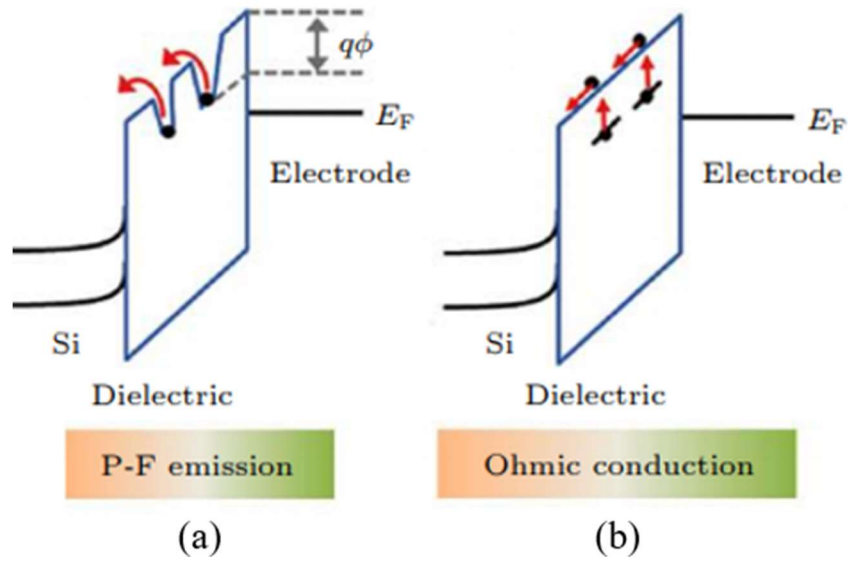 qϕ
E_F
Electrode
Si
Dielectric
P-F emission
(a)
E_F
Electrode
Si
Dielectric
Ohmic conduction
(b)